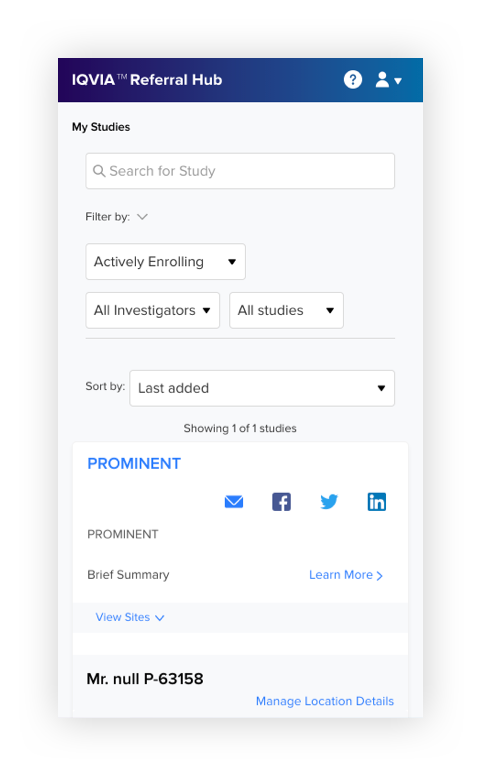 IQVIA™ Referral Hub
?
My Studies
Search for Study
Filter by:
Actively Enrolling
All Investigators All studies
Sort by: Last added
Showing 1 of 1 studies
PROMINENT
f in
PROMINENT
Brief Summary Learn More
View Sites
Mr. null P-63158
Manage Location Details